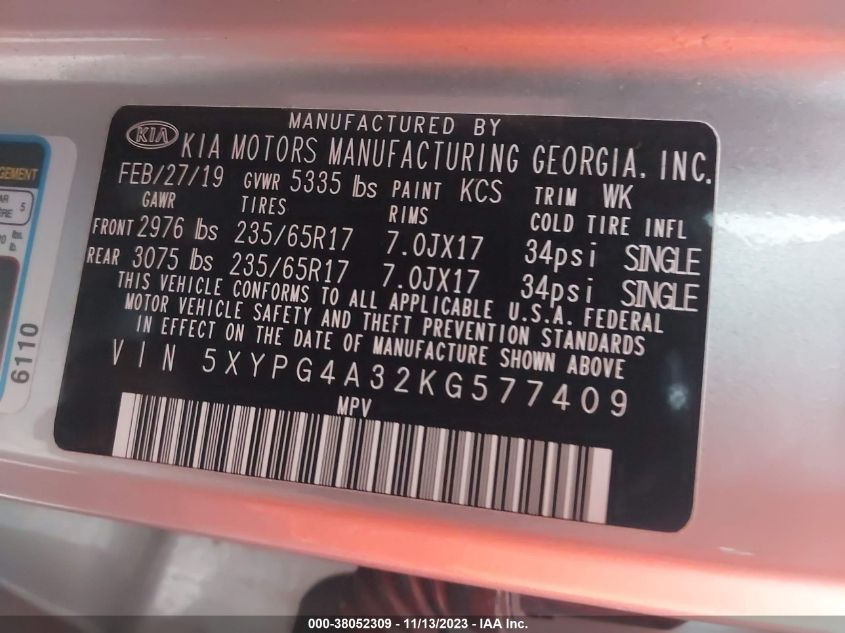 MANUFACTURED BY
KIA KIA MOTORS MANUFACTURING GEORGIA, INC.
FEB/27/19 GVWR 5335 lbs PAINT KCS TRIM WK
GAWR TIRES RIMS COLD TIRE INFL
FRONT 2976 lbs 235/65R17 7.0JX17 34psi SINGLE
REAR 3075 lbs 235/65R17 7.0JX17 34psi SINGLE
THIS VEHICLE CONFORMS TO ALL APPLICABLE U.S.A. FEDERAL
MOTOR VEHICLE SAFETY AND THEFT PREVENTION STANDARDS
IN EFFECT ON THE DATE OF MANUFACTURE SHOWN ABOVE
VIN 5XYPG4A32KG577409
MPV
GEMENT
5
lb.
6110
000-38052309 — 11/13/2023 — IAA Inc.